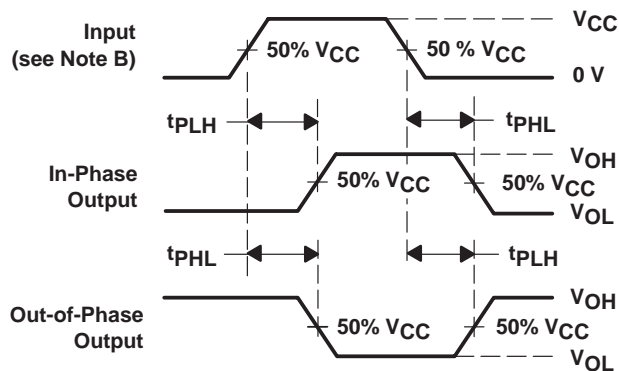 Input
(see Note B)
50% VCC
50 % VCC
VCC
0 V
tPLH
tPHL
In-Phase
Output
50% VCC
50% VCC
VOH
VOL
tPHL
tPLH
Out-of-Phase
Output
50% VCC
50% VCC
VOH
VOL